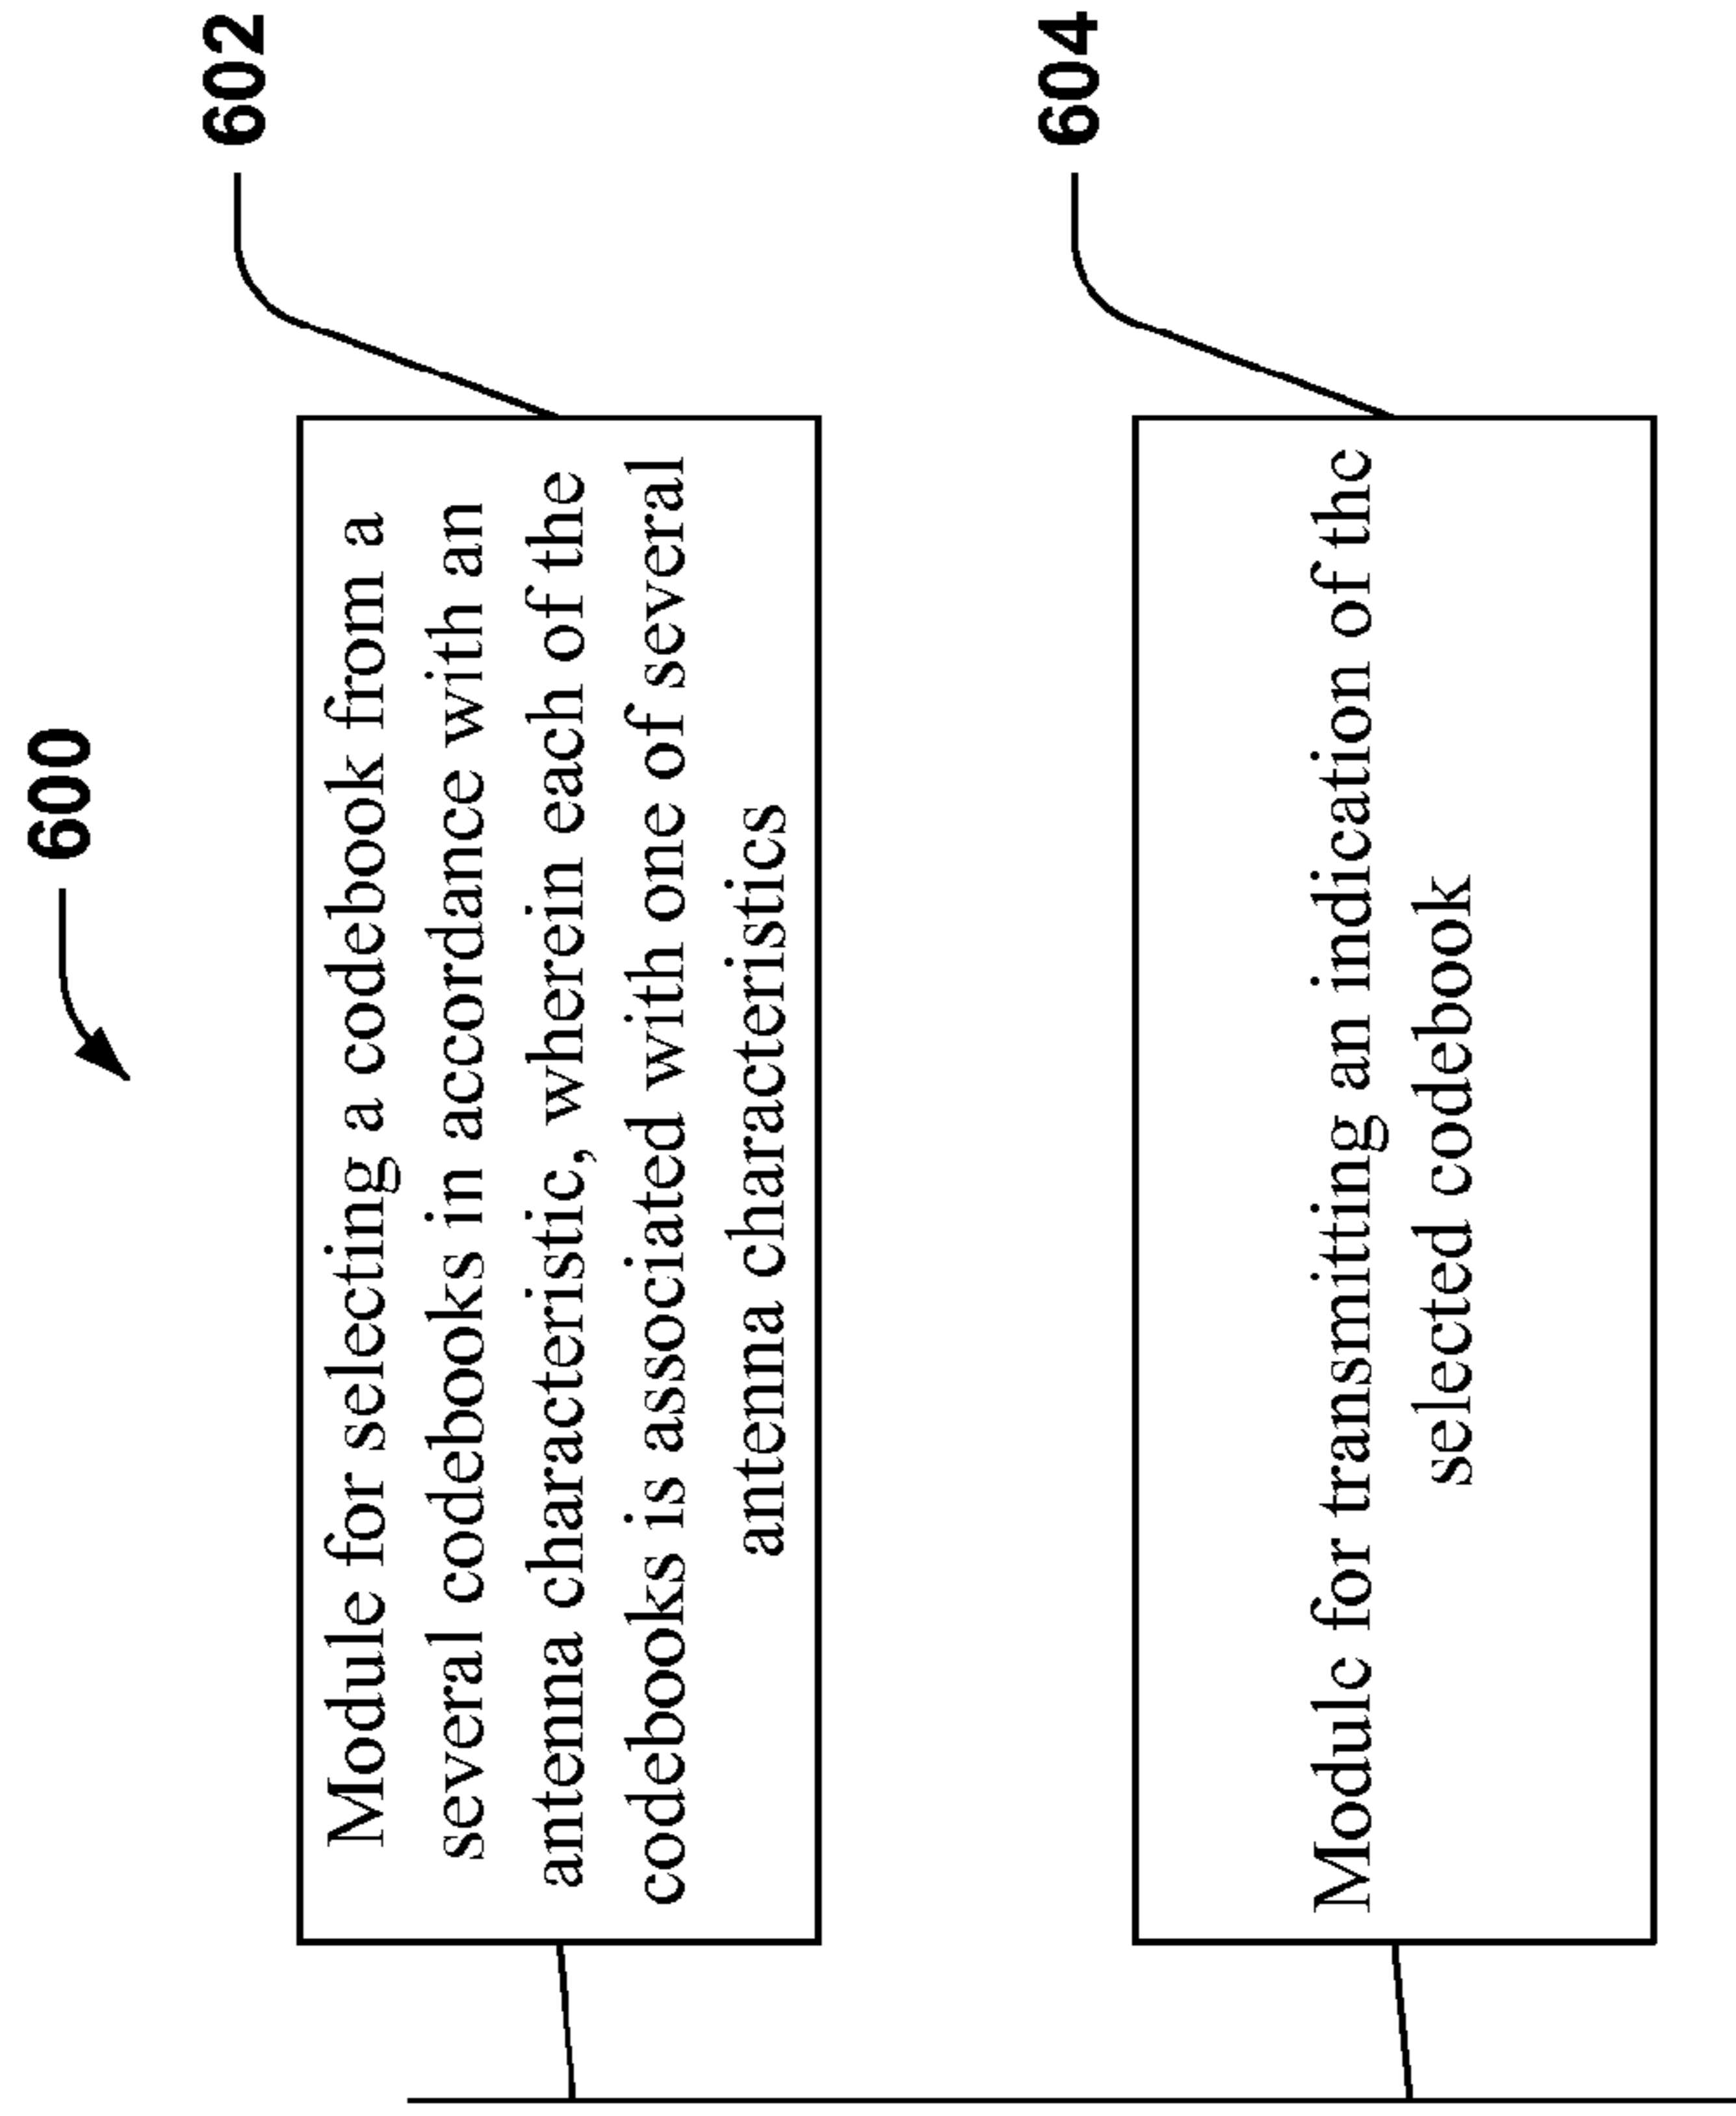 600
602
Module for selecting a codebook from a
several codebooks in accordance with an
antenna characteristic, wherein each of the
codebooks is associated with one of several
antenna characteristics
604
Module for transmitting an indication of the
selected codebook